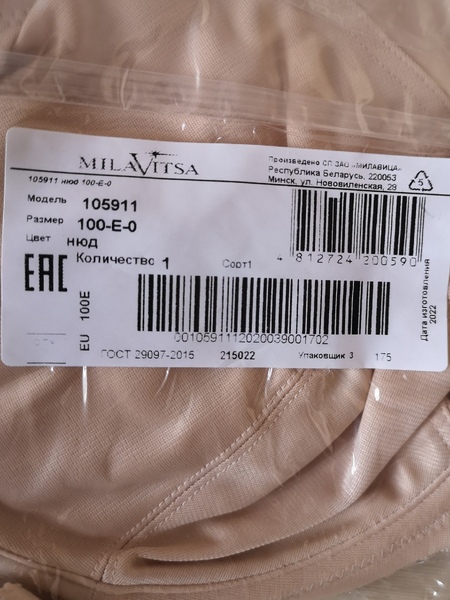 MILAVITSA
Произведено СП ЗАО «МИЛАВИЦА»
Республика Беларусь, 220053
Минск, ул. Нововиленская, 28
5
105911 нюд 100-E-0
Модель 105911
Размер 100-E-0
Цвет нюд
Количество 1
Сорт1
4 812724 200590
EAC
EU 100E
Дата изготовления
2022
0010591112020039001702
ГОСТ 29097-2015 215022 Упаковщик 3 175